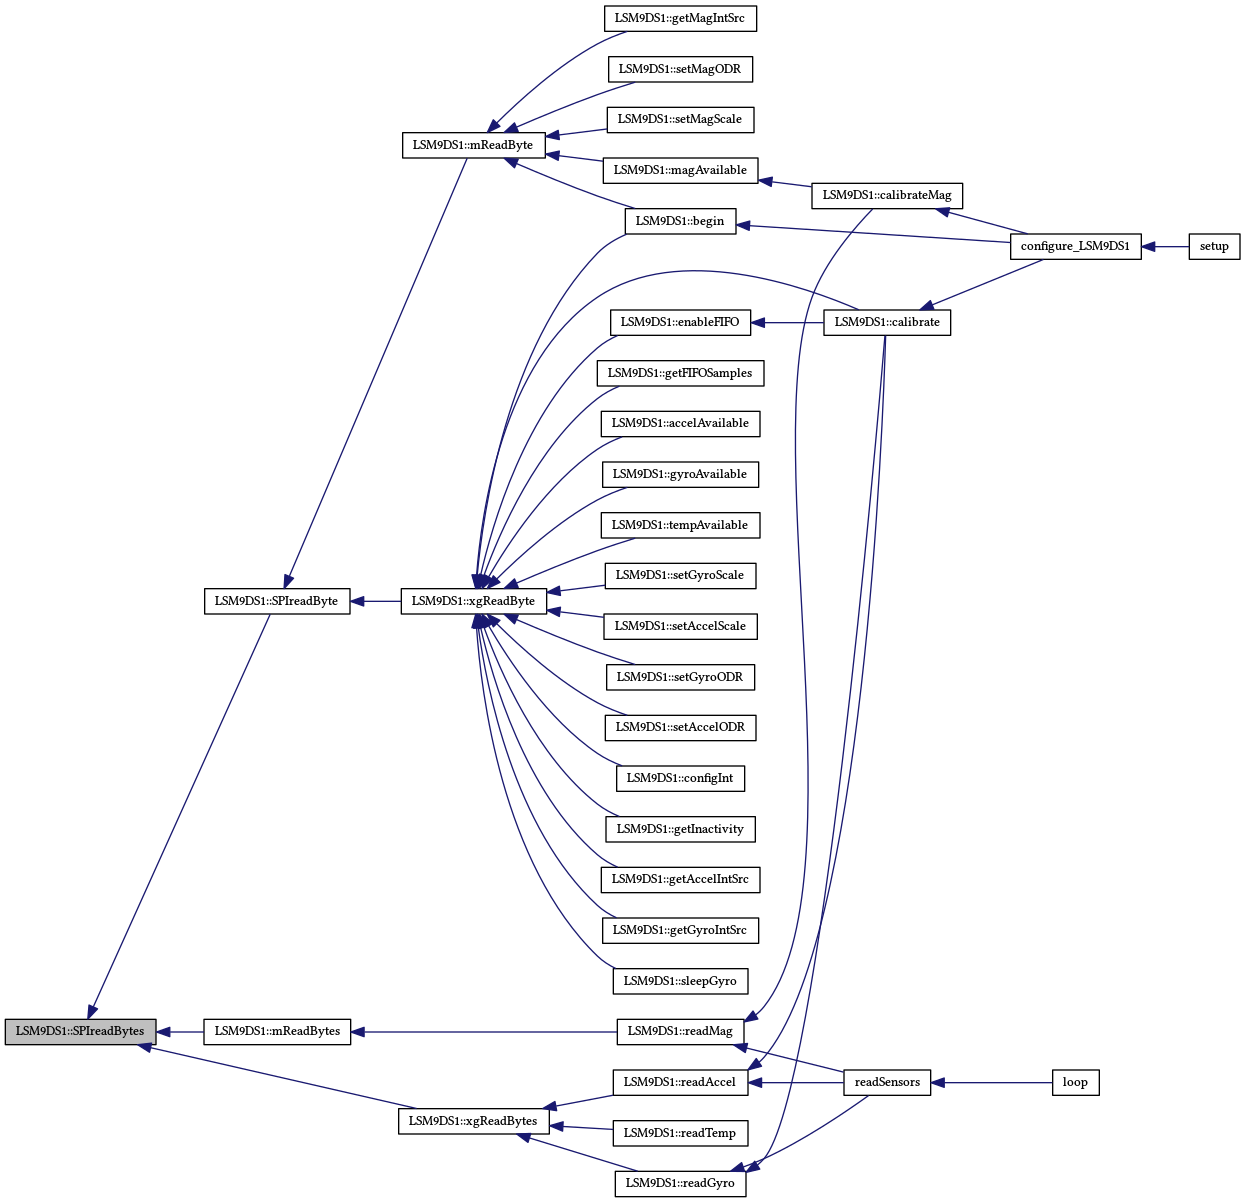 LSM9DS1::getMagIntSrc
LSM9DS1::setMagODR
LSM9DS1::setMagScale
LSM9DS1::mReadByte
LSM9DS1::magAvailable
LSM9DS1::calibrateMag
LSM9DS1::begin
configure_LSM9DS1
setup
LSM9DS1::enableFIFO
LSM9DS1::calibrate
LSM9DS1::getFIFOSamples
LSM9DS1::accelAvailable
LSM9DS1::gyroAvailable
LSM9DS1::tempAvailable
LSM9DS1::setGyroScale
LSM9DS1::SPIreadByte
LSM9DS1::xgReadByte
LSM9DS1::setAccelScale
LSM9DS1::setGyroODR
LSM9DS1::setAccelODR
LSM9DS1::configInt
LSM9DS1::getInactivity
LSM9DS1::getAccelIntSrc
LSM9DS1::getGyroIntSrc
LSM9DS1::sleepGyro
LSM9DS1::SPIreadBytes
LSM9DS1::mReadBytes
LSM9DS1::readMag
LSM9DS1::readAccel
readSensors
loop
LSM9DS1::xgReadBytes
LSM9DS1::readTemp
LSM9DS1::readGyro